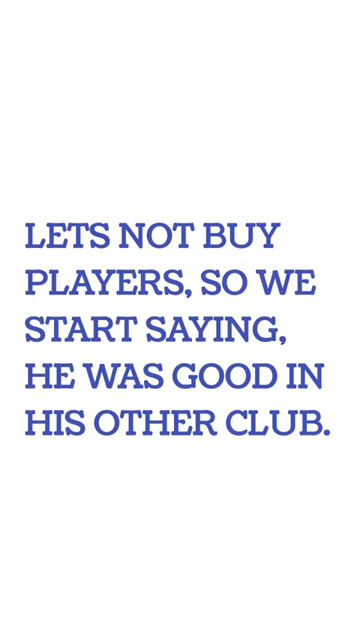 LETS NOT BUY
PLAYERS, SO WE
START SAYING,
HE WAS GOOD IN
HIS OTHER CLUB.